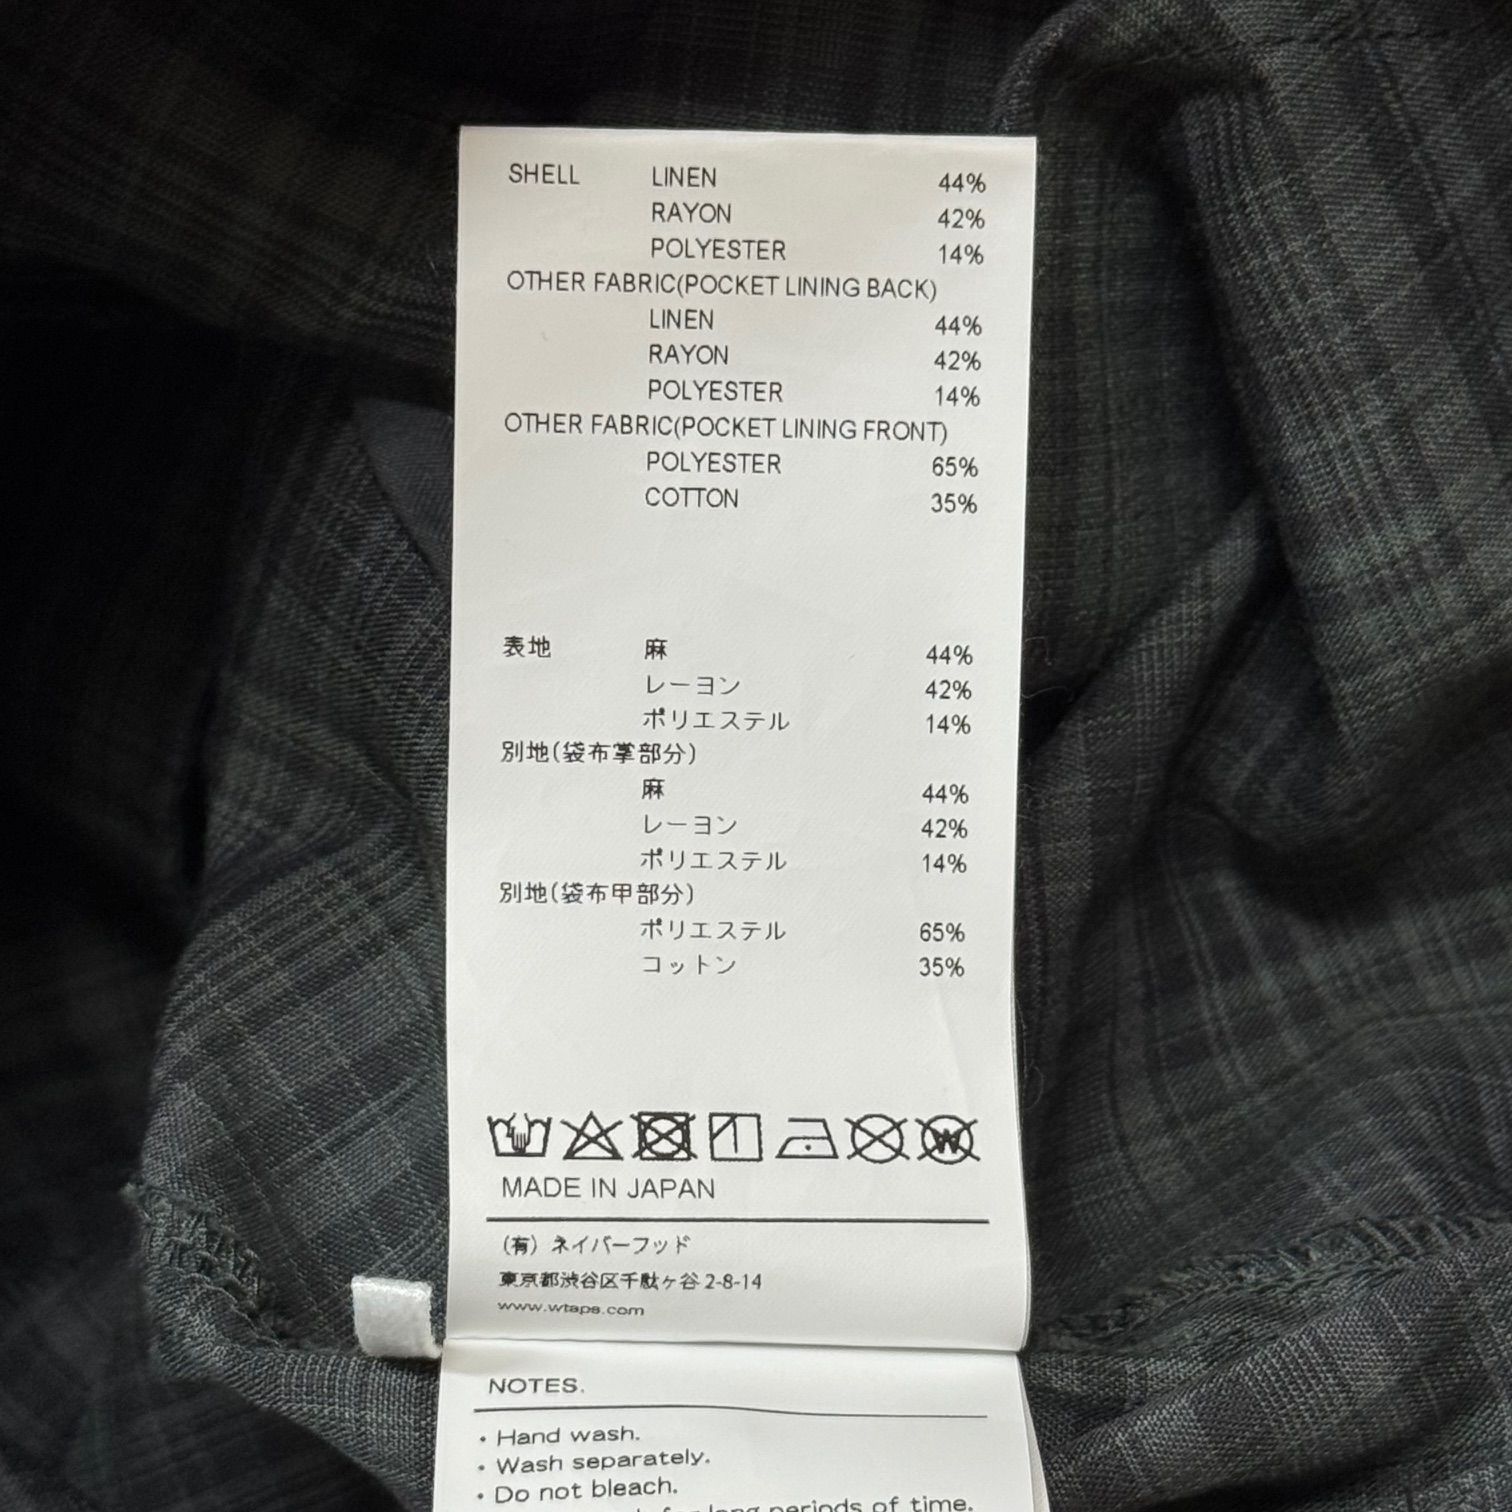 SHELL LINEN 44%
RAYON 42%
POLYESTER 14%
OTHER FABRIC(POCKET LINING BACK)
LINEN 44%
RAYON 42%
POLYESTER 14%
OTHER FABRIC(POCKET LINING FRONT)
POLYESTER 65%
COTTON 35%
表地 麻 44%
レーヨン 42%
ポリエステル 14%
別地(袋布掌部分)
麻 44%
レーヨン 42%
ポリエステル 14%
別地(袋布甲部分)
ポリエステル 65%
コットン 35%
W
MADE IN JAPAN
(有) ネイバーフッド
東京都渋谷区千駄ヶ谷 2-8-14
www.wtaps.com
NOTES.
• Hand wash.
• Wash separately.
• Do not bleach.
for long periods of time.